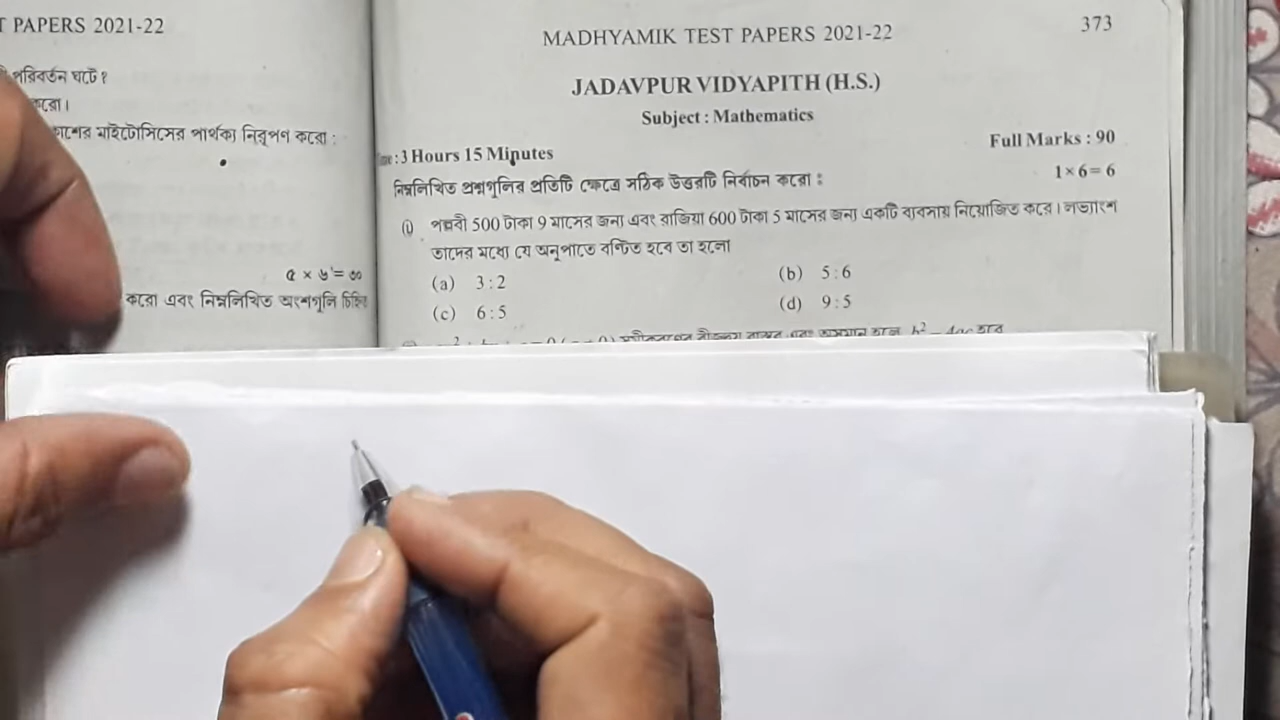 T PAPERS 2021-22
পরিবর্তন ঘটে?
করো।
মাইটোসিসের পার্থক্য নিরূপণ করো :
৫ × ৬ = ৩০
করো এবং নিম্নলিখিত অংশগুলি চিহ্নিত
MADHYAMIK TEST PAPERS 2021-22
373
JADAVPUR VIDYAPITH (H.S.)
Subject : Mathematics
: 3 Hours 15 Minutes
Full Marks : 90
নিম্নলিখিত প্রশ্নগুলির প্রতিটি ক্ষেত্রে সঠিক উত্তরটি নির্বাচন করো :
1 × 6 = 6
(i) পল্লবী 500 টাকা 9 মাসের জন্য এবং রাজিয়া 600 টাকা 5 মাসের জন্য একটি ব্যবসায় নিয়োজিত করে। লভ্যাংশ
তাদের মধ্যে যে অনুপাতে বণ্টিত হবে তা হলো
(a) 3 : 2
(b) 5 : 6
(c) 6 : 5
(d) 9 : 5